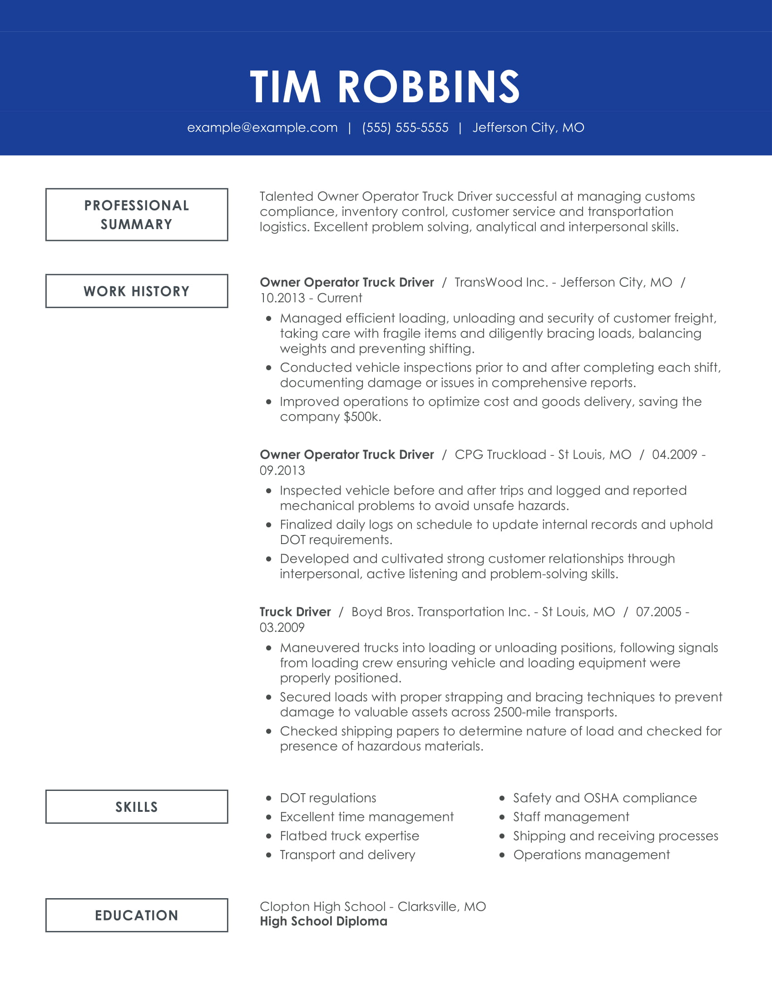 TIM ROBBINS
example@example.com | (555) 555-5555 | Jefferson City, MO
PROFESSIONAL
SUMMARY
Talented Owner Operator Truck Driver successful at managing customs
compliance, inventory control, customer service and transportation
logistics. Excellent problem solving, analytical and interpersonal skills.
WORK HISTORY
Owner Operator Truck Driver / TransWood Inc. - Jefferson City, MO /
10.2013 - Current
• Managed efficient loading, unloading and security of customer freight,
taking care with fragile items and diligently bracing loads, balancing
weights and preventing shifting.
• Conducted vehicle inspections prior to and after completing each shift,
documenting damage or issues in comprehensive reports.
• Improved operations to optimize cost and goods delivery, saving the
company $500k.
Owner Operator Truck Driver / CPG Truckload - St Louis, MO / 04.2009 -
09.2013
• Inspected vehicle before and after trips and logged and reported
mechanical problems to avoid unsafe hazards.
• Finalized daily logs on schedule to update internal records and uphold
DOT requirements.
• Developed and cultivated strong customer relationships through
interpersonal, active listening and problem-solving skills.
Truck Driver / Boyd Bros. Transportation Inc. - St Louis, MO / 07.2005 -
03.2009
• Maneuvered trucks into loading or unloading positions, following signals
from loading crew ensuring vehicle and loading equipment were
properly positioned.
• Secured loads with proper strapping and bracing techniques to prevent
damage to valuable assets across 2500-mile transports.
• Checked shipping papers to determine nature of load and checked for
presence of hazardous materials.
SKILLS
• DOT regulations
• Excellent time management
• Flatbed truck expertise
• Transport and delivery
• Safety and OSHA compliance
• Staff management
• Shipping and receiving processes
• Operations management
EDUCATION
Clopton High School - Clarksville, MO
High School Diploma